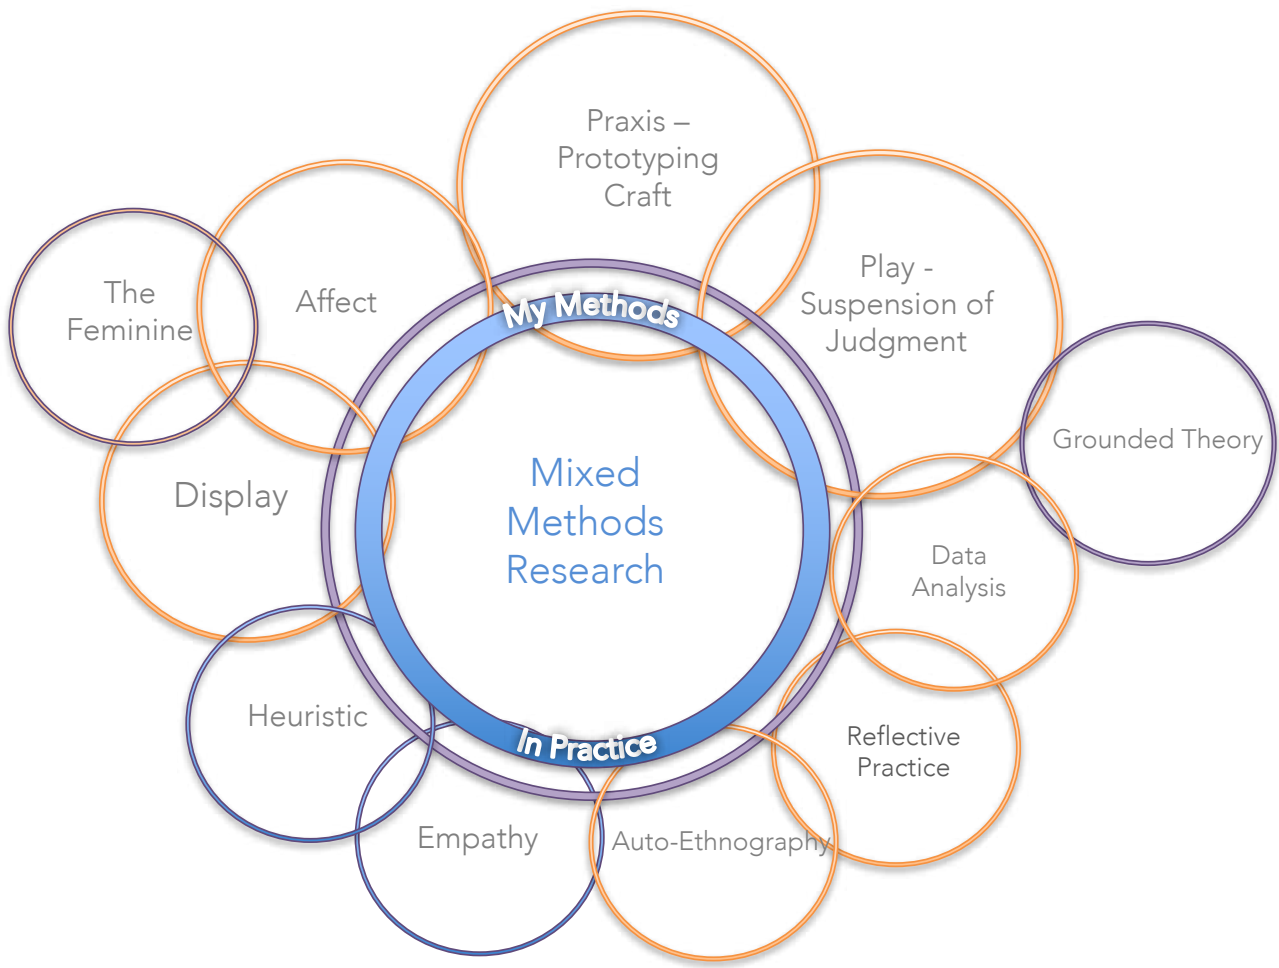 Praxis –
Prototyping
Craft
Play -
Suspension of
Judgment
The
Feminine
Affect
My Methods
Grounded Theory
Mixed
Methods
Research
Display
Data
Analysis
Heuristic
In Practice
Reflective
Practice
Empathy
Auto-Ethnography